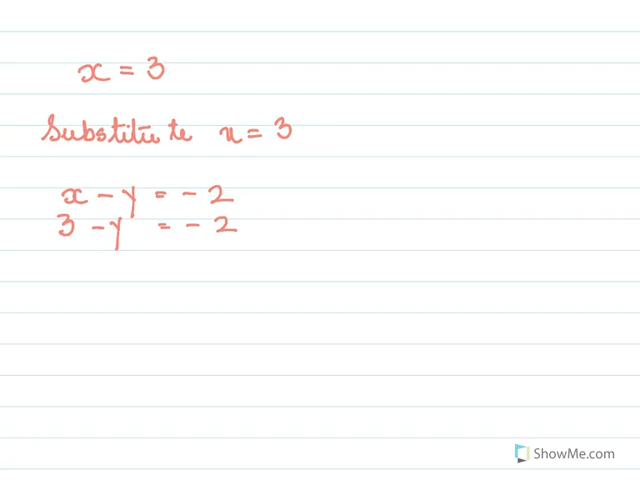 x = 3
Substitute x = 3
x - y = - 2
3 - y = - 2
ShowMe.com